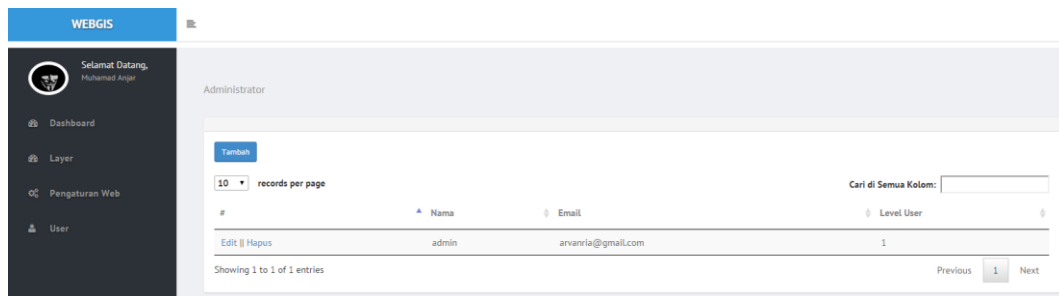 WEBGIS
Selamat Datang,
Muhamad Anjar
Dashboard
Layer
Pengaturan Web
User
Administrator
Tambah
10 records per page
Cari di Semua Kolom:
# Nama Email Level User
Edit || Hapus admin arvanria@gmail.com 1
Showing 1 to 1 of 1 entries
Previous 1 Next